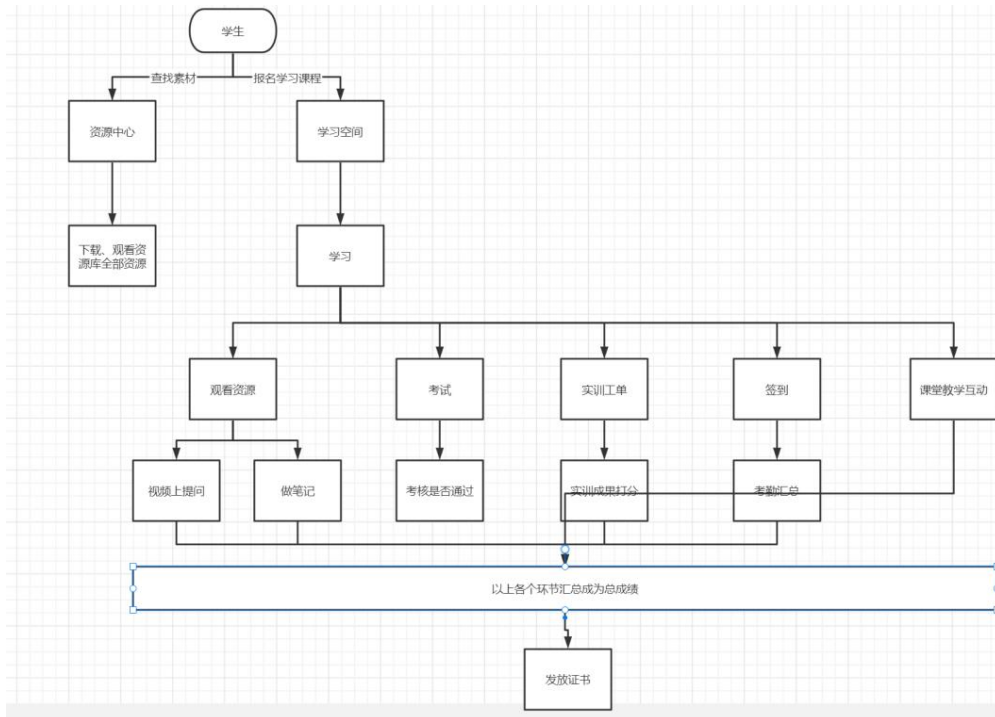 学生
查找素材
报名学习课程
资源中心
学习空间
下载、观看资
源库全部资源
学习
观看资源
考试
实训工单
签到
课堂教学互动
视频上提问
做笔记
考核是否通过
实训成果打分
考勤汇总
以上各个环节汇总成为总成绩
发放证书